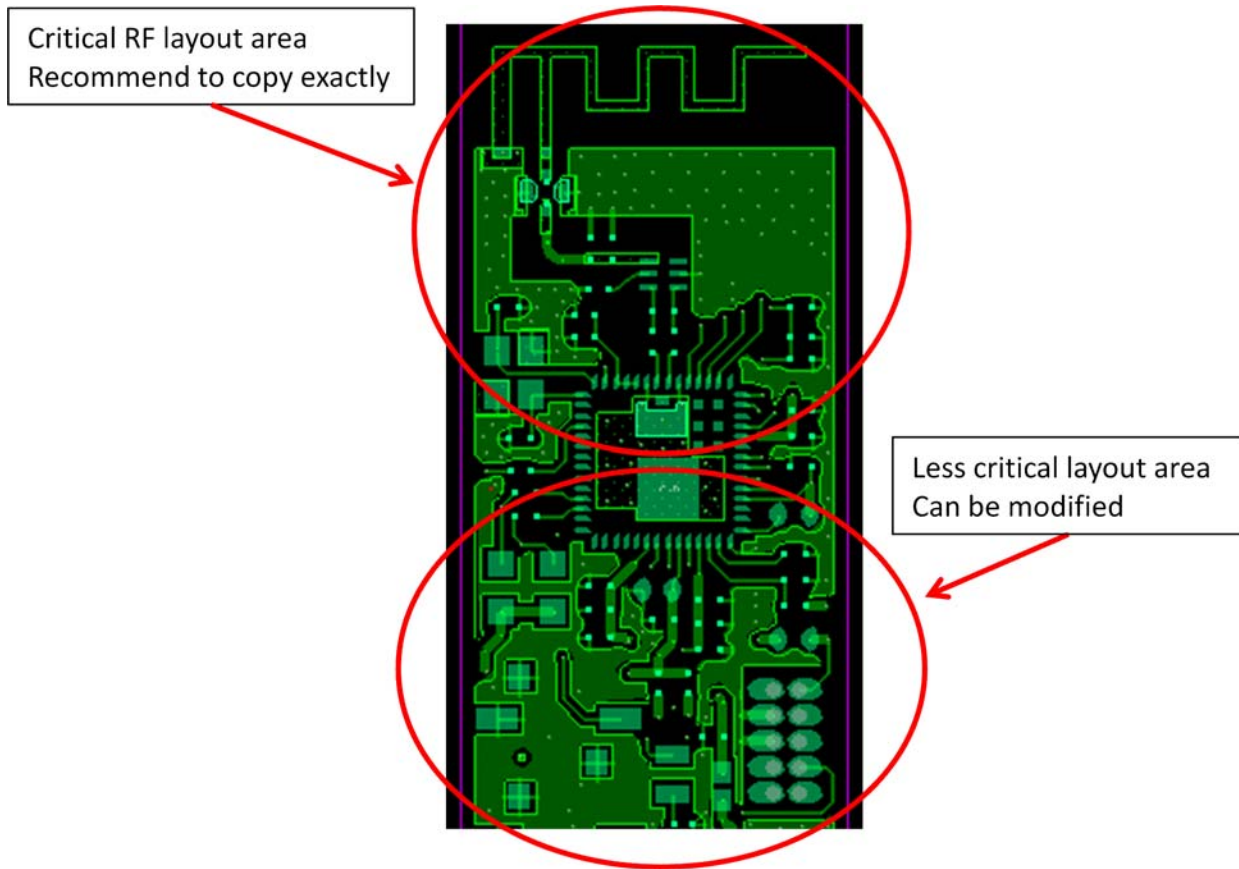 Critical RF layout area
Recommend to copy exactly
Less critical layout area
Can be modified